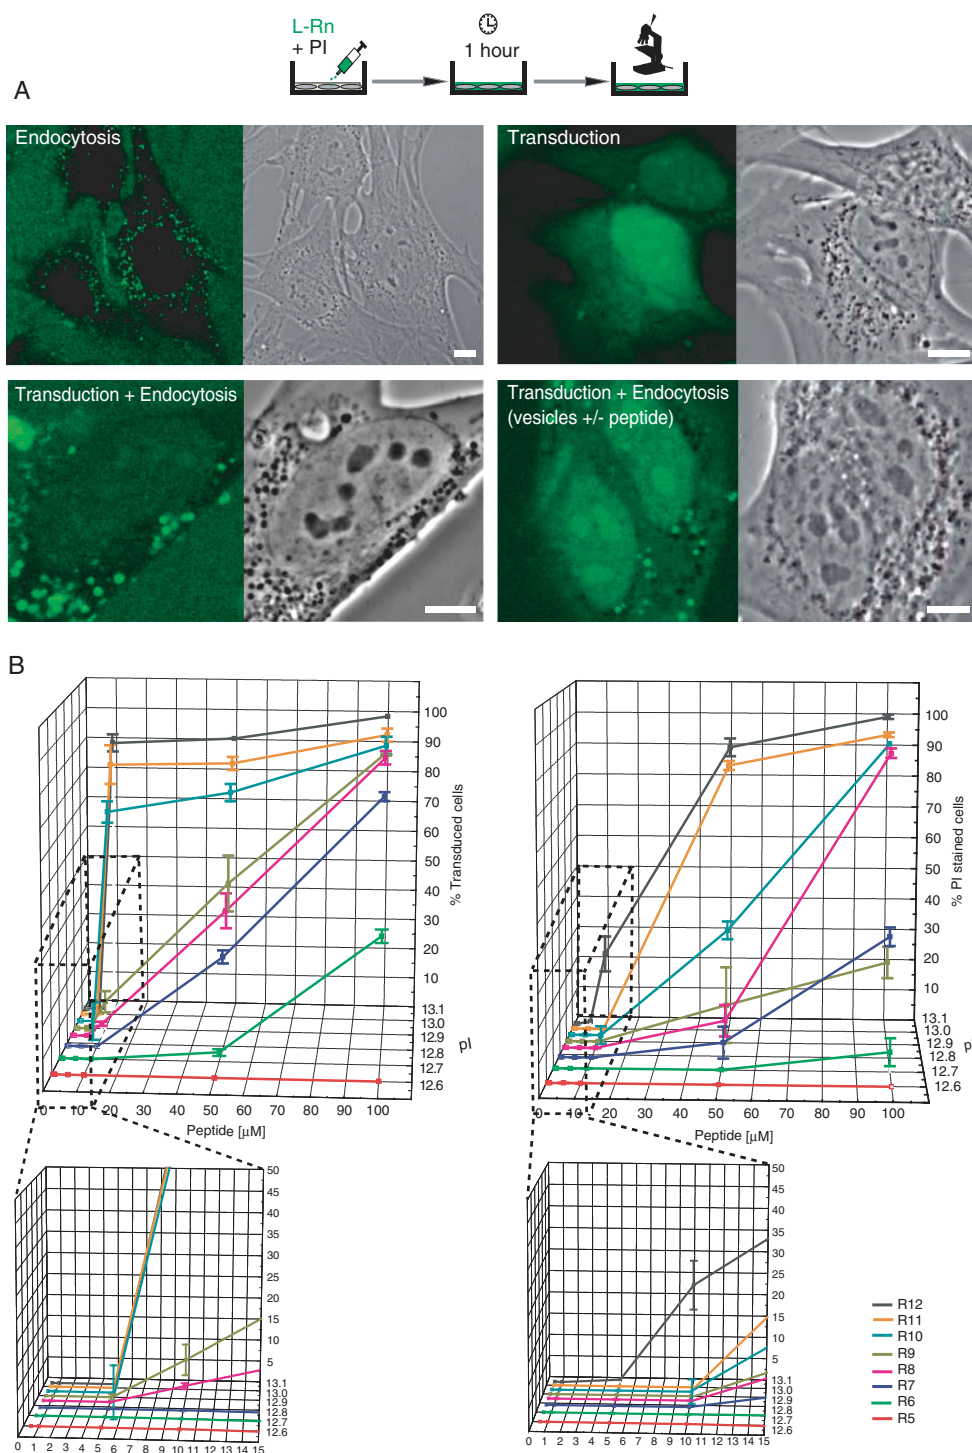 L-Rn
+ PI
1 hour
A
Endocytosis
Transduction
Transduction + Endocytosis
Transduction + Endocytosis
(vesicles +/- peptide)
B
100
90
80
70
60
50
40
30
20
10
% Transduced cells
13.1
13.0
12.9
12.8
12.7
12.6
pI
0 10 20 30 40 50 60 70 80 90 100
Peptide [µM]
100
90
80
70
60
50
40
30
20
10
% PI stained cells
13.1
13.0
12.9
12.8
12.7
12.6
p
0 10 20 30 40 50 60 70 80 90 100
Peptide [µM]
50
45
40
35
30
25
20
15
10
5
13.1
13.0
12.9
12.8
12.7
12.6
0 1 2 3 4 5 6 7 8 9 10 11 12 13 14 15
50
45
40
35
30
25
20
15
10
5
13.1
13.0
12.9
12.8
12.7
12.6
0 1 2 3 4 5 6 7 8 9 10 11 12 13 14 15
R12
R11
R10
R9
R8
R7
R6
R5